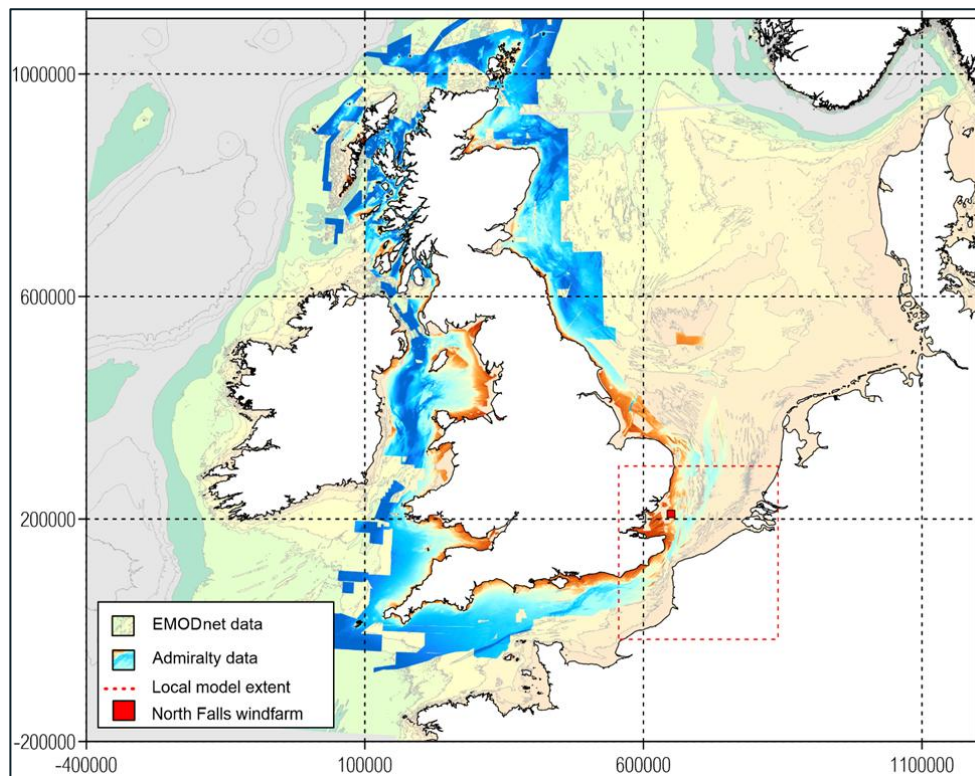 1000000
600000
200000
-200000
EMODnet data
Admiralty data
Local model extent
North Falls windfarm
-400000
100000
600000
1100000